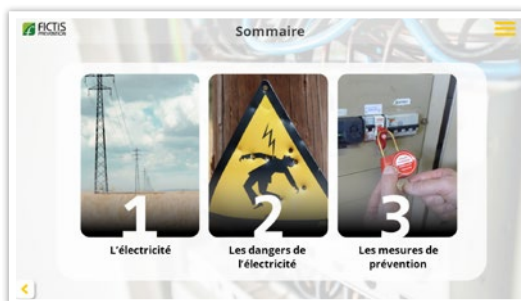 FICTIS
PRÉVENTION
Sommaire
1
2
3
L'électricité
Les dangers de
l'électricité
Les mesures de
prévention